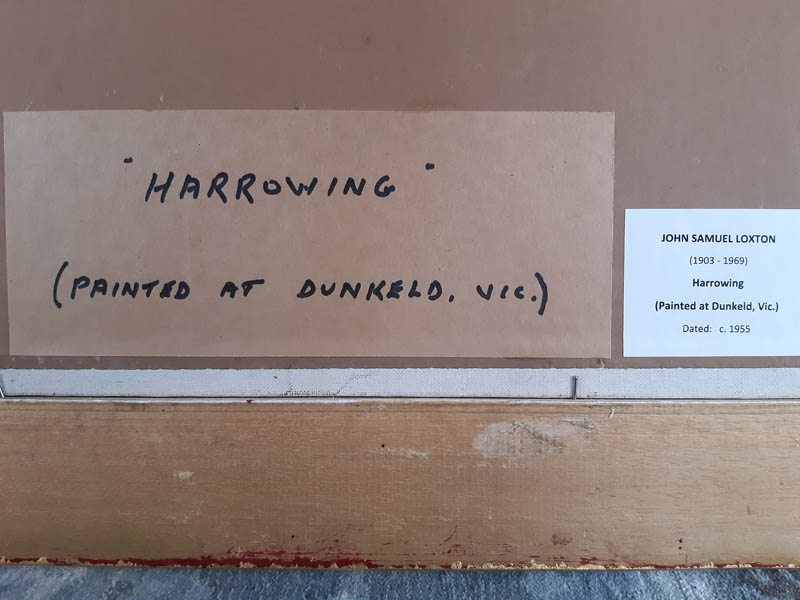 "HARROWING"
(PAINTED AT DUNKELD, VIC.)
JOHN SAMUEL LOXTON
(1903 - 1969)
Harrowing
(Painted at Dunkeld, Vic.)
Dated: c. 1955